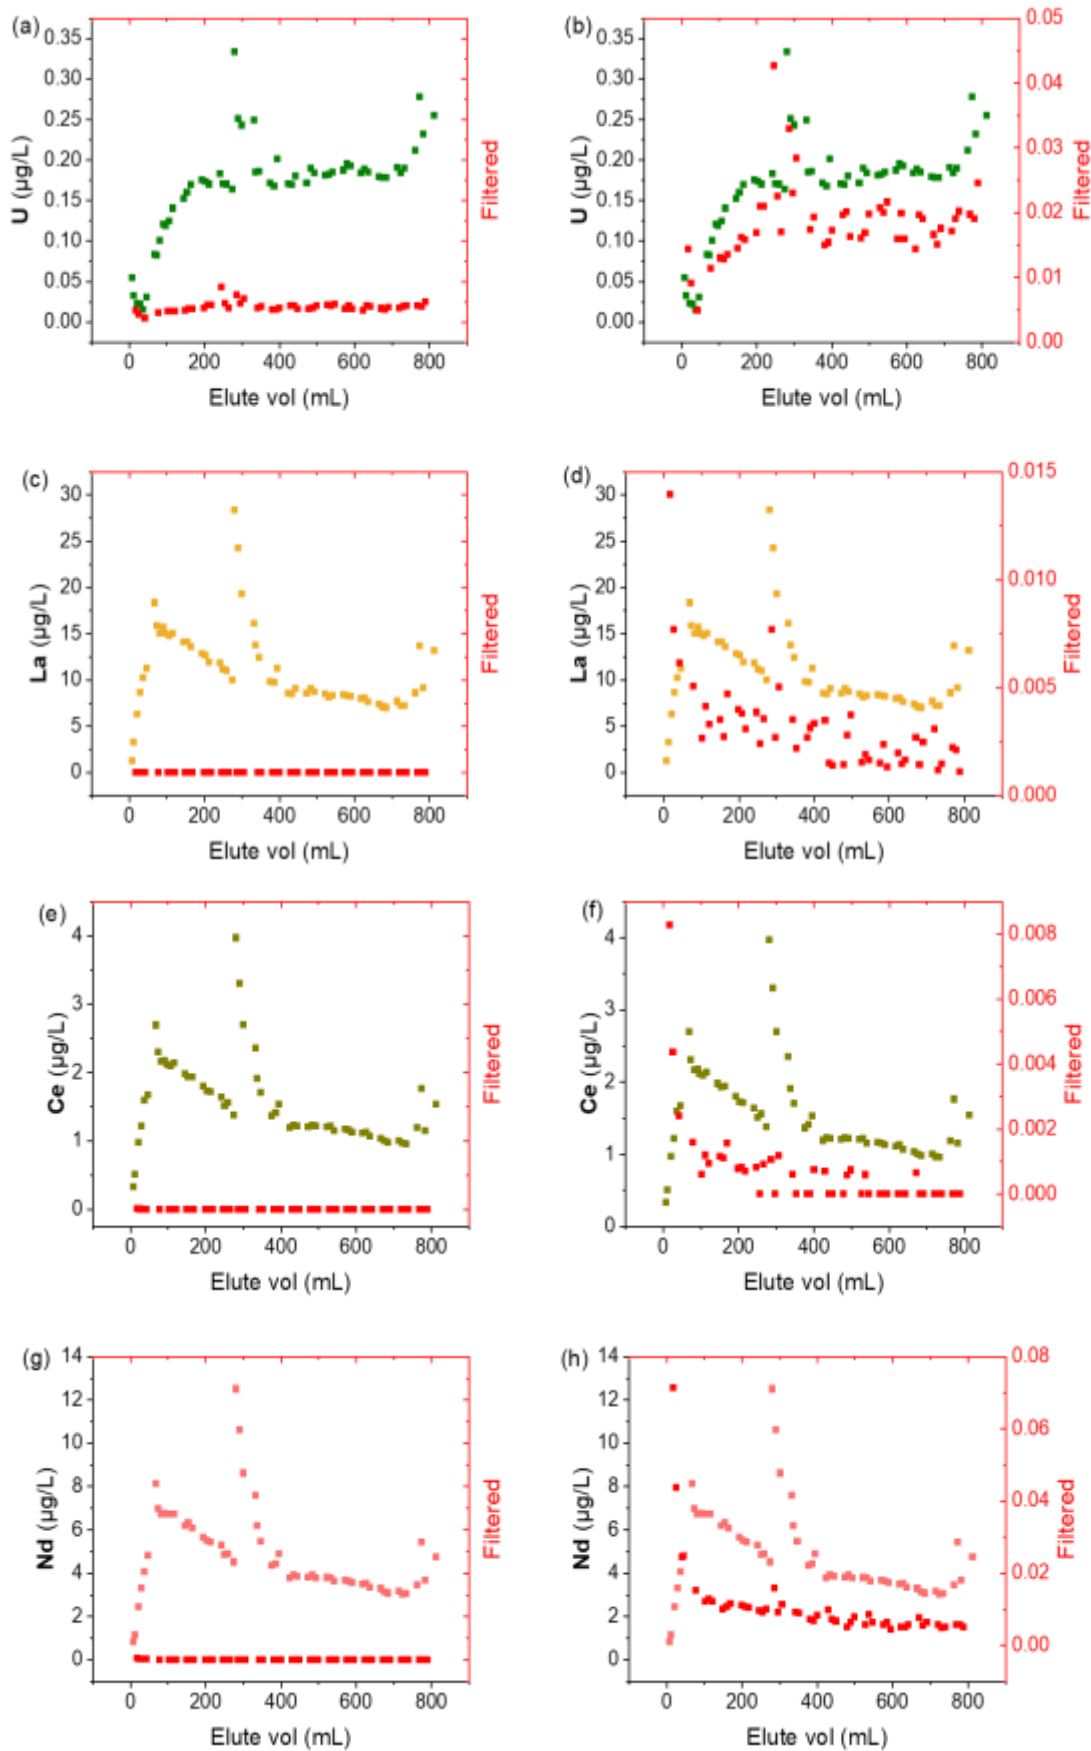 (a)
0.35
0.30
0.25
0.20
0.15
0.10
0.05
0.00
U (µg/L)
Filtered
0 200 400 600 800
Elute vol (mL)
(b)
0.35
0.30
0.25
0.20
0.15
0.10
0.05
0.00
U (µg/L)
0.05
0.04
0.03
0.02
0.01
0.00
Filtered
0 200 400 600 800
Elute vol (mL)
(c)
30
25
20
15
10
5
0
La (µg/L)
Filtered
0 200 400 600 800
Elute vol (mL)
(d)
30
25
20
15
10
5
0
La (µg/L)
0.015
0.010
0.005
0.000
Filtered
0 200 400 600 800
Elute vol (mL)
(e)
4
3
2
1
0
Ce (µg/L)
Filtered
0 200 400 600 800
Elute vol (mL)
(f)
4
3
2
1
0
Ce (µg/L)
0.008
0.006
0.004
0.002
0.000
Filtered
0 200 400 600 800
Elute vol (mL)
(g)
14
12
10
8
6
4
2
0
Nd (µg/L)
Filtered
0 200 400 600 800
Elute vol (mL)
(h)
14
12
10
8
6
4
2
0
Nd (µg/L)
0.08
0.06
0.04
0.02
0.00
Filtered
0 200 400 600 800
Elute vol (mL)